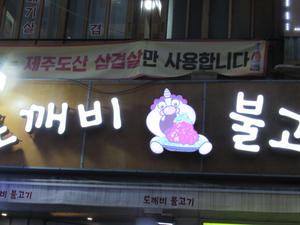 제주도산 삼겹살만 사용합니다
도깨비 불고
도깨비 불고기